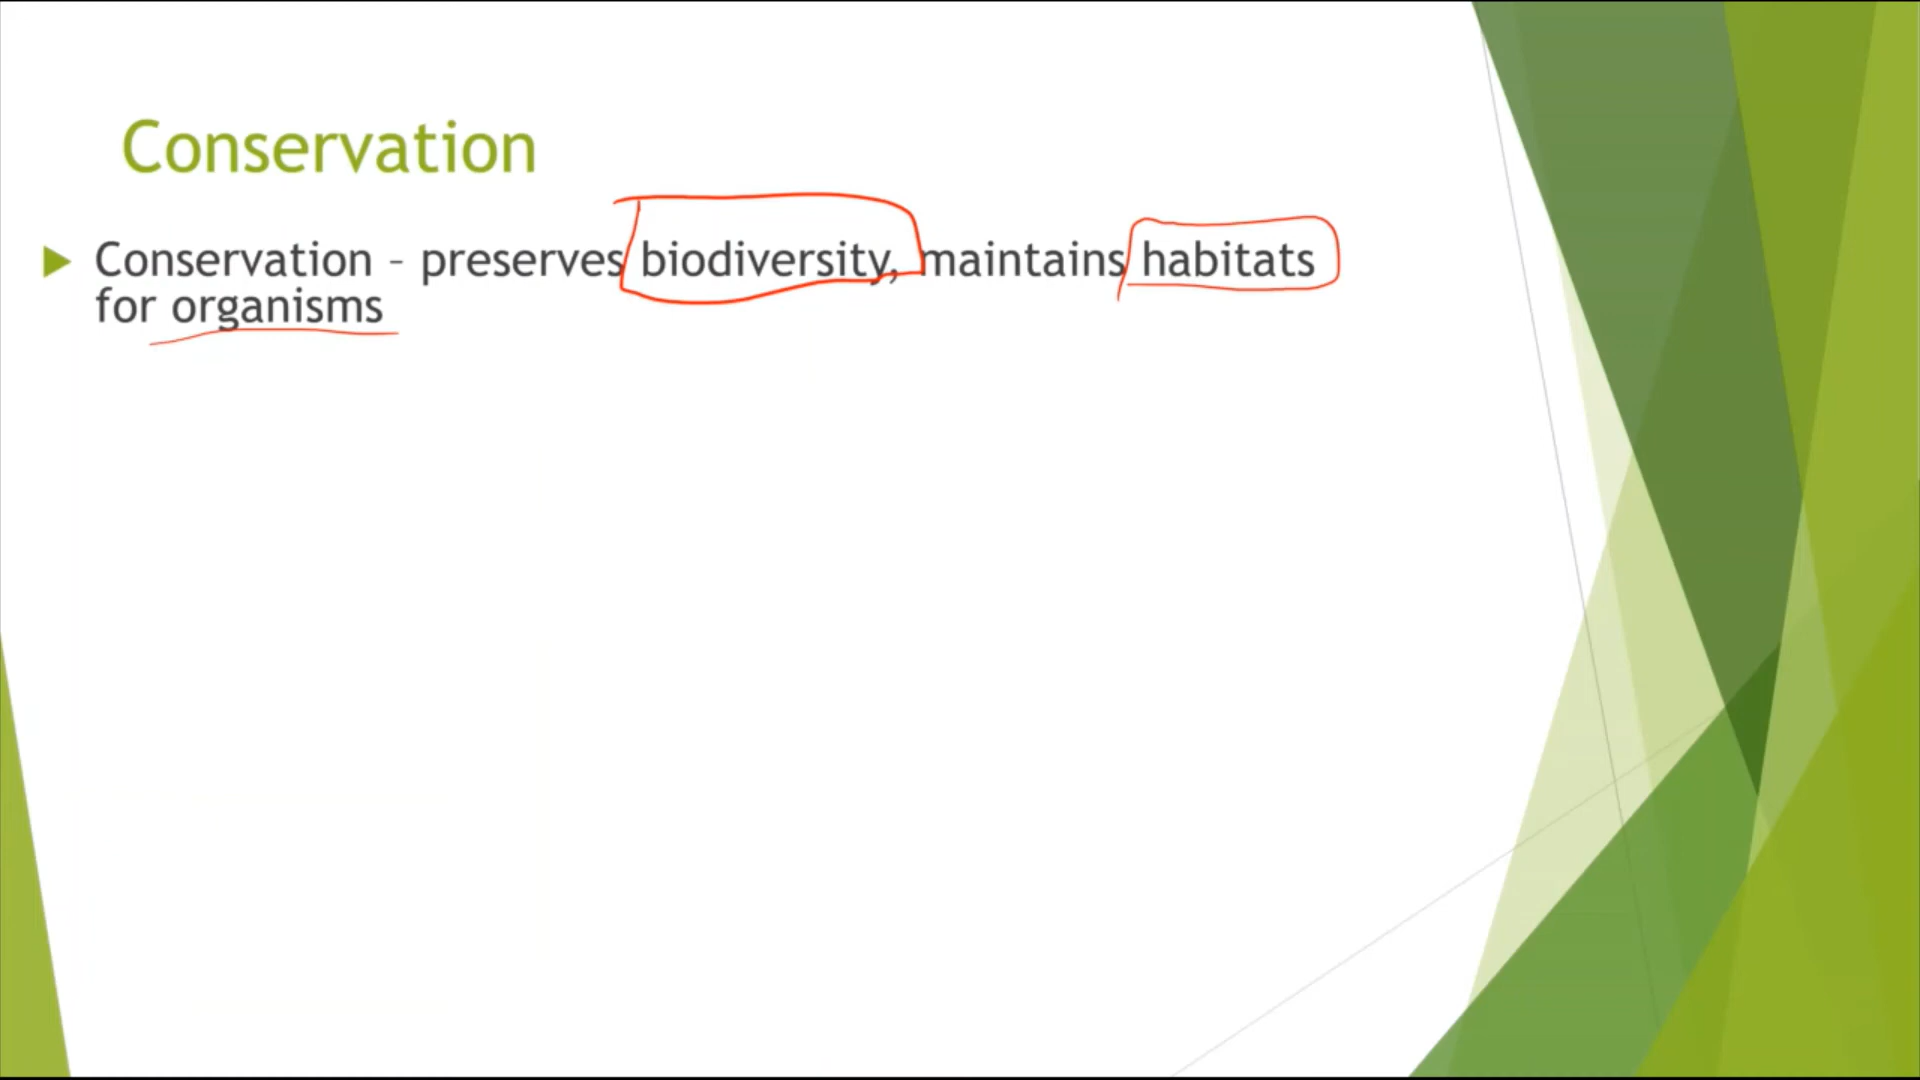 Conservation
Conservation – preserves biodiversity, maintains habitats
for organisms